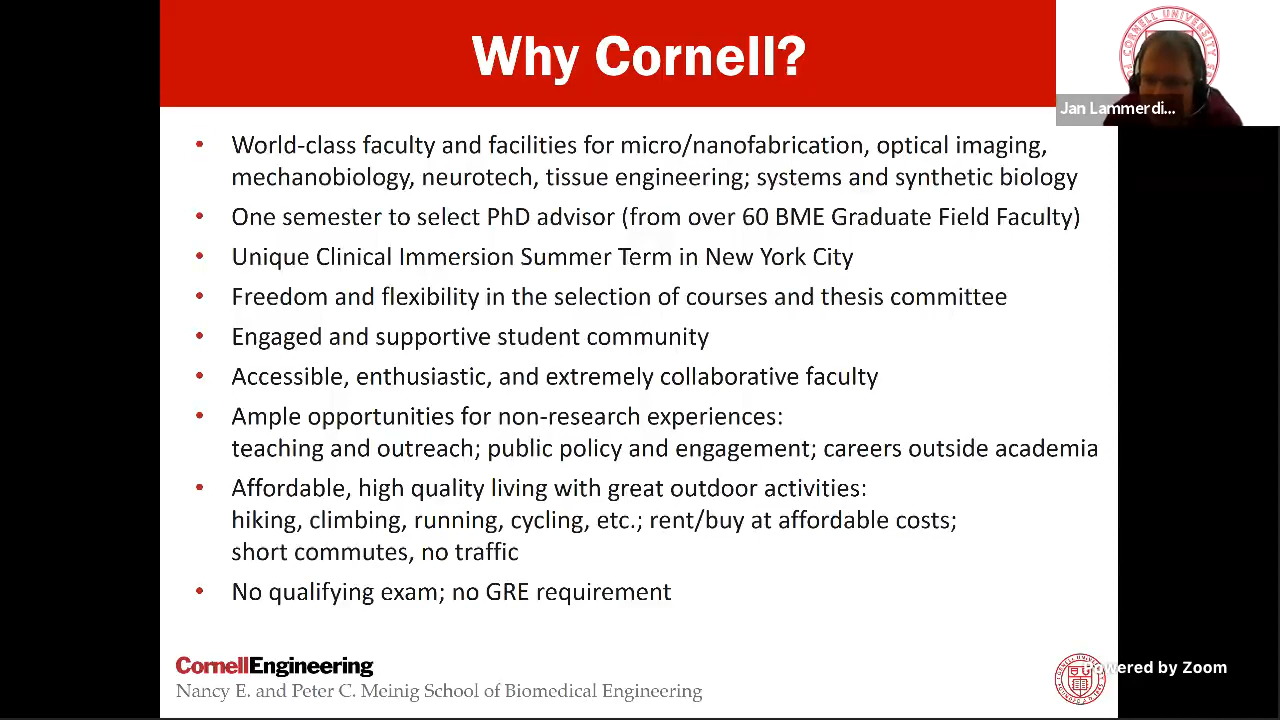 Why Cornell?
CORNELL UNIVERSITY
Jan Lammerdi...
• World-class faculty and facilities for micro/nanofabrication, optical imaging,
mechanobiology, neurotech, tissue engineering; systems and synthetic biology
• One semester to select PhD advisor (from over 60 BME Graduate Field Faculty)
• Unique Clinical Immersion Summer Term in New York City
• Freedom and flexibility in the selection of courses and thesis committee
• Engaged and supportive student community
• Accessible, enthusiastic, and extremely collaborative faculty
• Ample opportunities for non-research experiences:
teaching and outreach; public policy and engagement; careers outside academia
• Affordable, high quality living with great outdoor activities:
hiking, climbing, running, cycling, etc.; rent/buy at affordable costs;
short commutes, no traffic
• No qualifying exam; no GRE requirement
CornellEngineering
Nancy E. and Peter C. Meinig School of Biomedical Engineering
Powered by Zoom